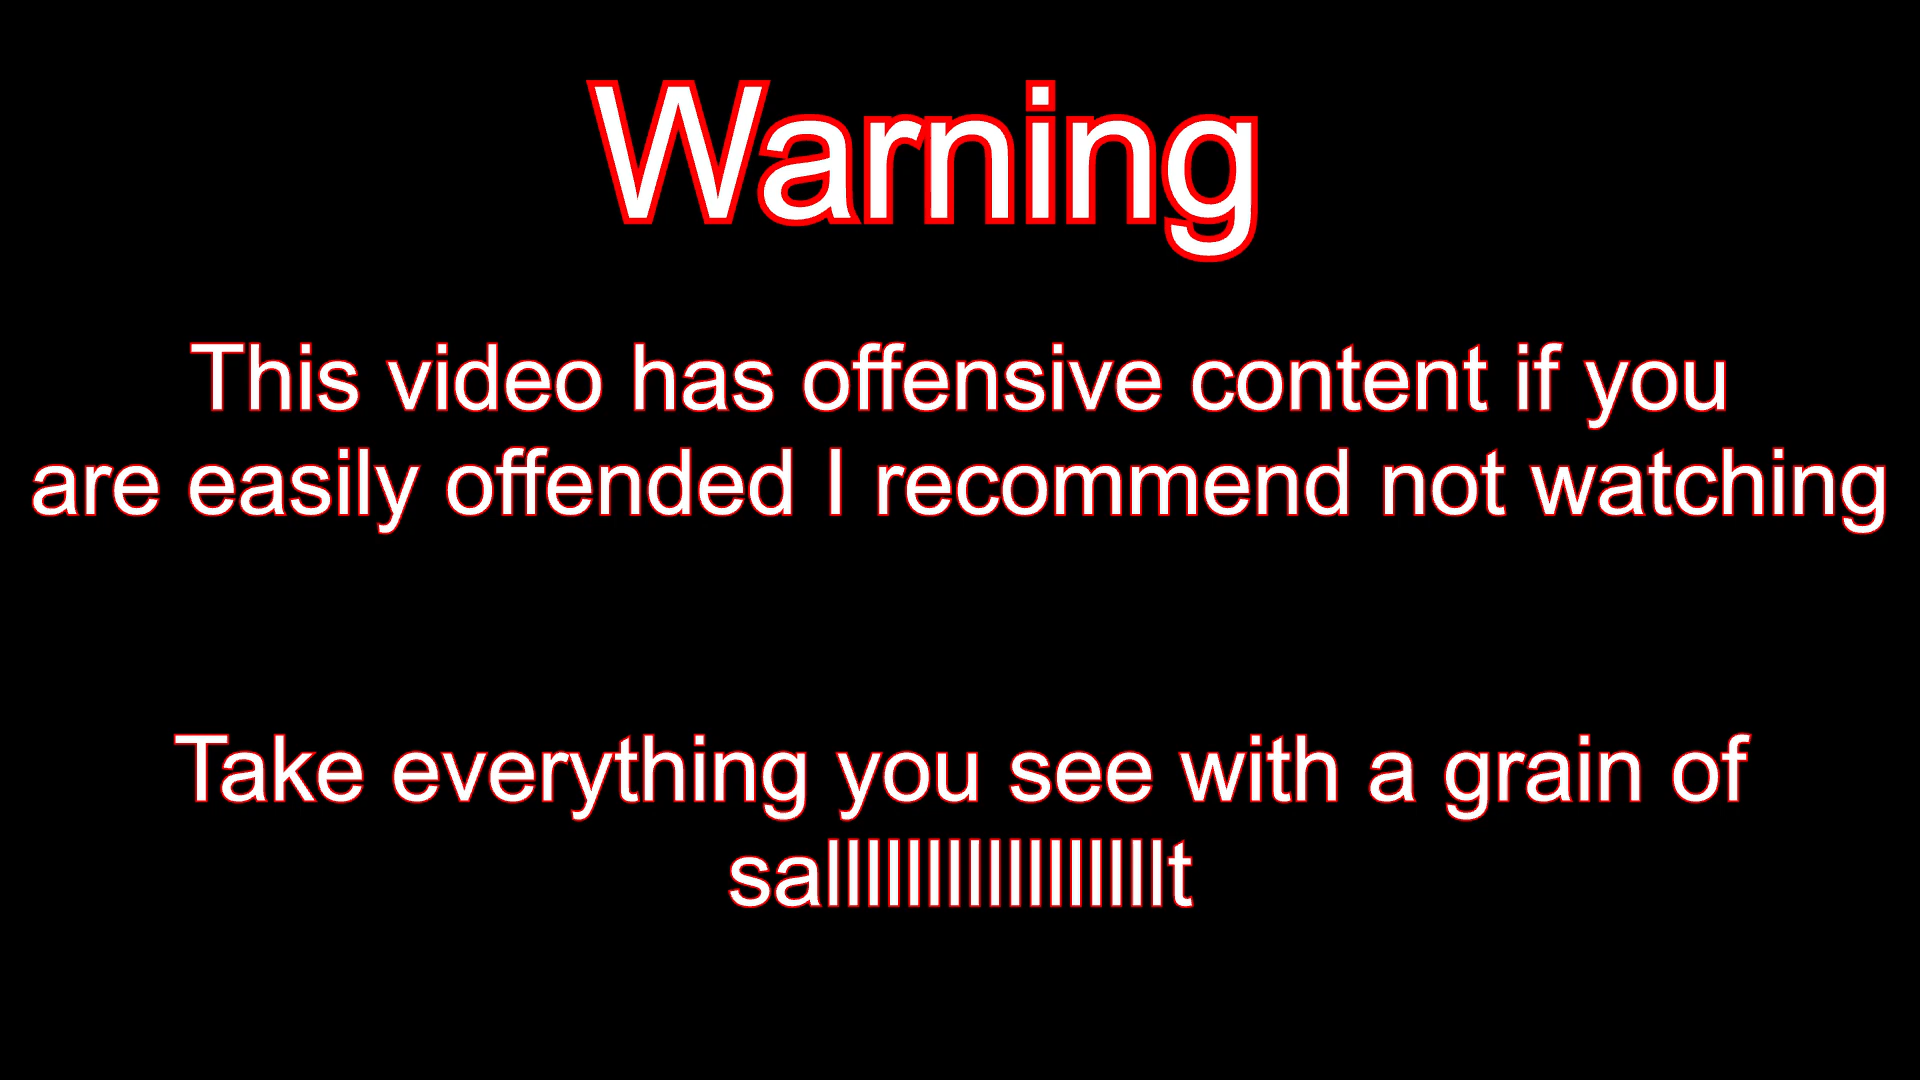 Warning
This video has offensive content if you
are easily offended I recommend not watching
Take everything you see with a grain of
salllllllllllllllllt